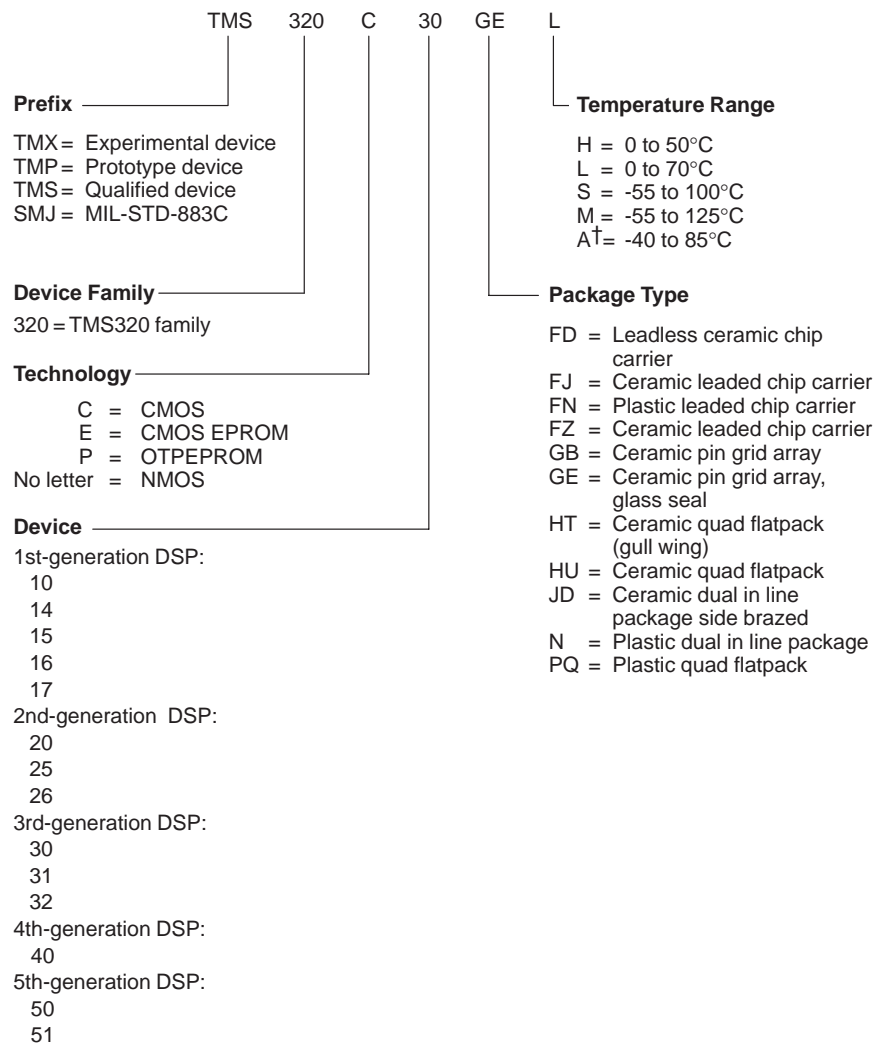 TMS 320 C 30 GE L
Prefix
TMX = Experimental device
TMP = Prototype device
TMS = Qualified device
SMJ = MIL-STD-883C
Device Family
320 = TMS320 family
Technology
C = CMOS
E = CMOS EPROM
P = OTPEPROM
No letter = NMOS
Device
1st-generation DSP:
10
14
15
16
17
2nd-generation DSP:
20
25
26
3rd-generation DSP:
30
31
32
4th-generation DSP:
40
5th-generation DSP:
50
51
Temperature Range
H = 0 to 50°C
L = 0 to 70°C
S = -55 to 100°C
M = -55 to 125°C
A† = -40 to 85°C
Package Type
FD = Leadless ceramic chip
carrier
FJ = Ceramic leaded chip carrier
FN = Plastic leaded chip carrier
FZ = Ceramic leaded chip carrier
GB = Ceramic pin grid array
GE = Ceramic pin grid array,
glass seal
HT = Ceramic quad flatpack
(gull wing)
HU = Ceramic quad flatpack
JD = Ceramic dual in line
package side brazed
N = Plastic dual in line package
PQ = Plastic quad flatpack